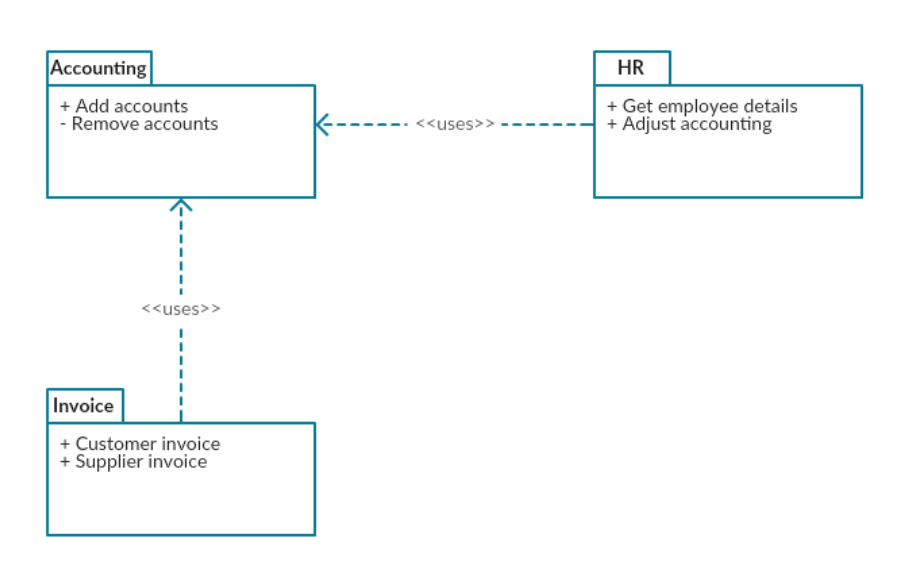 Accounting
+ Add accounts
- Remove accounts
<<uses>>
HR
+ Get employee details
+ Adjust accounting
<<uses>>
Invoice
+ Customer invoice
+ Supplier invoice